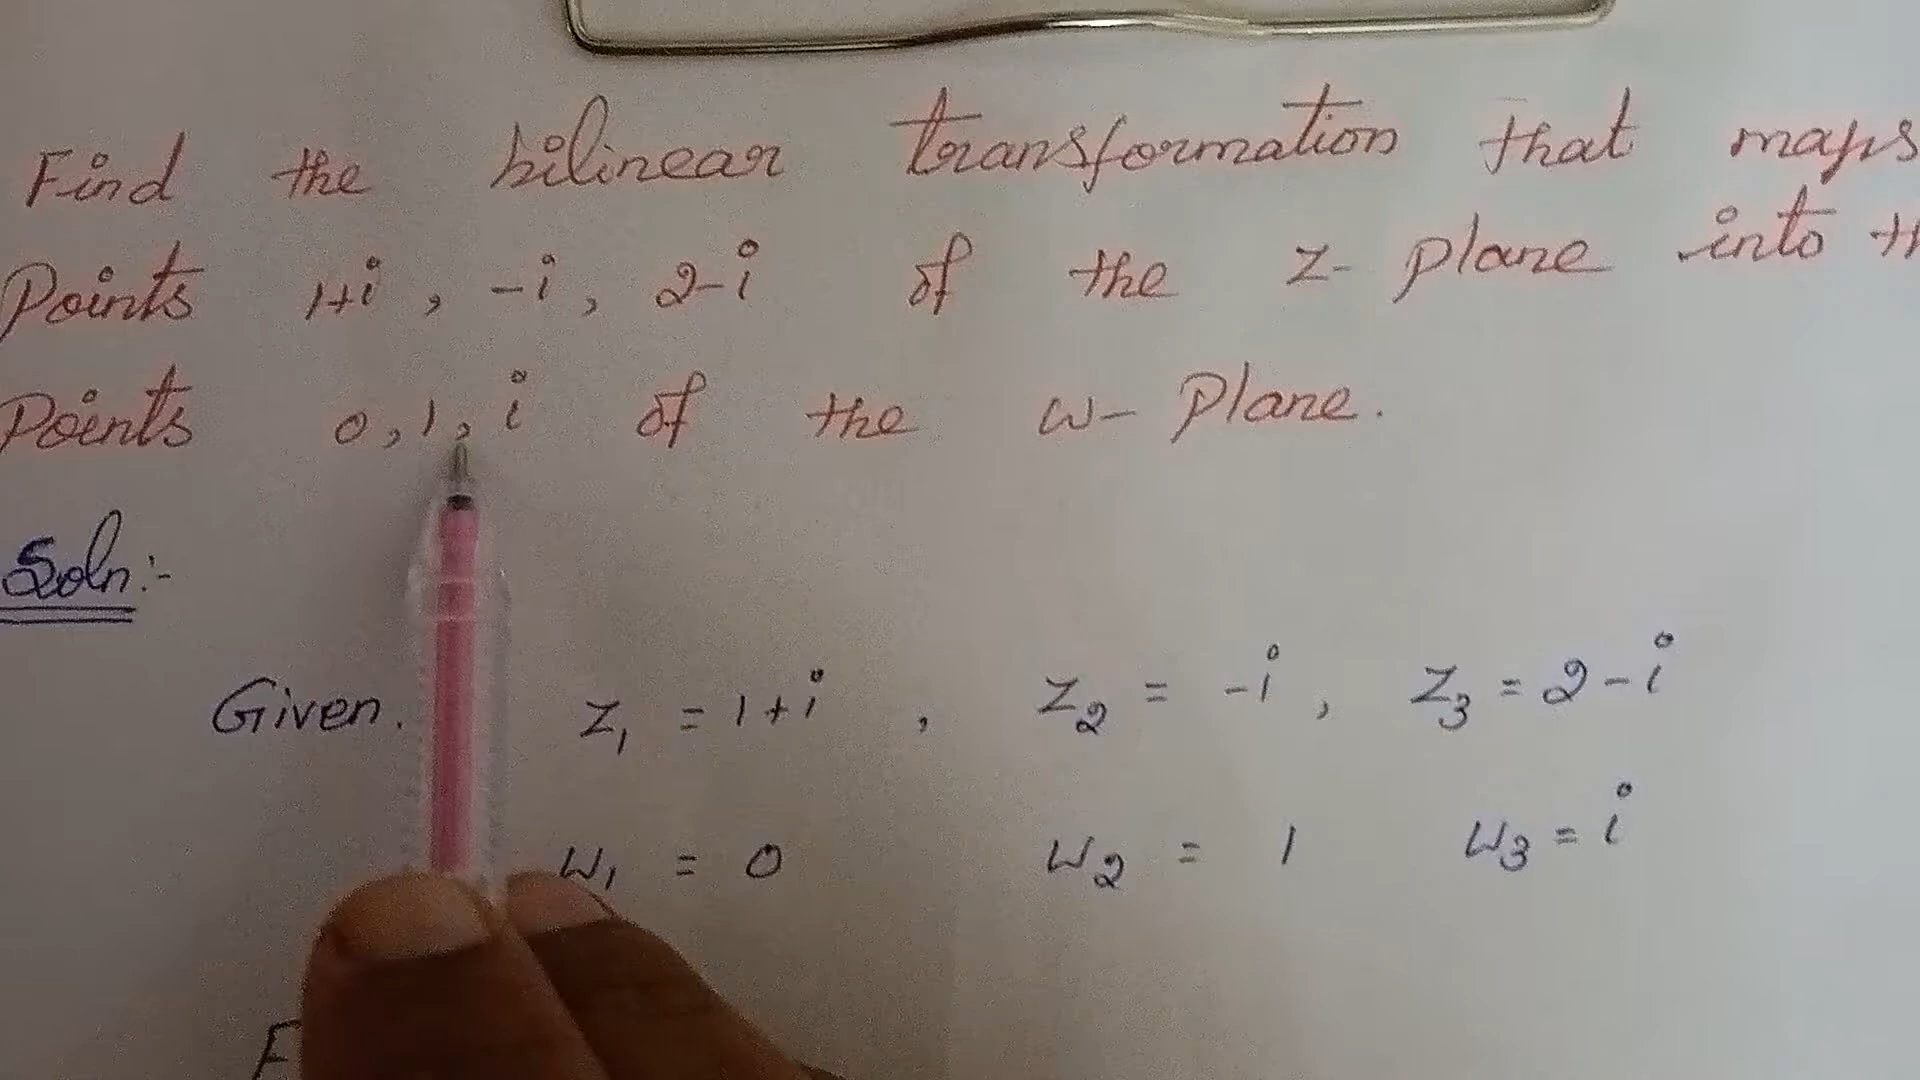 Find the bilinear transformation that maps
Points 1+i, -i, 2-i of the z- plane into
Points 0, 1, i of the w- plane.
Soln:-
Given. z₁ = 1+i , z₂ = -i , z₃ = 2-i
w₁ = 0 w₂ = 1 w₃ = i